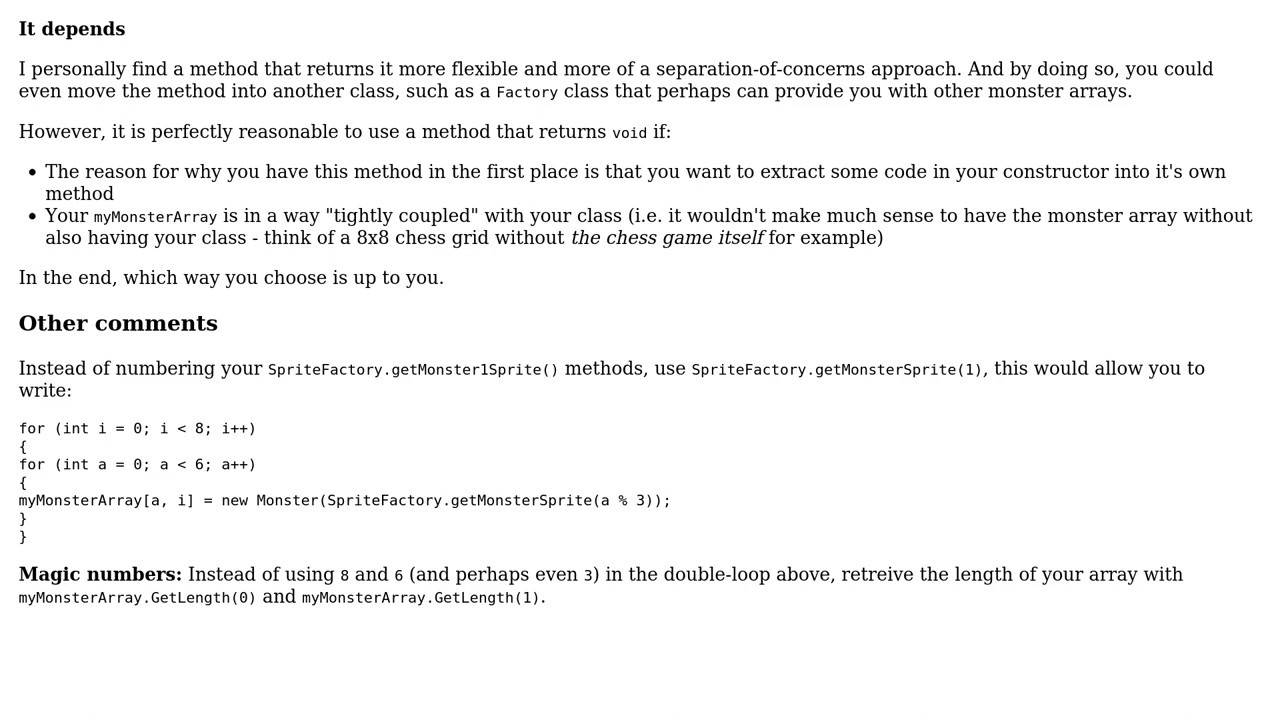 It depends
I personally find a method that returns it more flexible and more of a separation-of-concerns approach. And by doing so, you could
even move the method into another class, such as a Factory class that perhaps can provide you with other monster arrays.
However, it is perfectly reasonable to use a method that returns void if:
• The reason for why you have this method in the first place is that you want to extract some code in your constructor into it's own
method
• Your myMonsterArray is in a way "tightly coupled" with your class (i.e. it wouldn't make much sense to have the monster array without
also having your class - think of a 8x8 chess grid without the chess game itself for example)
In the end, which way you choose is up to you.
Other comments
Instead of numbering your SpriteFactory.getMonster1Sprite() methods, use SpriteFactory.getMonsterSprite(1), this would allow you to
write:
for (int i = 0; i < 8; i++)
{
for (int a = 0; a < 6; a++)
{
myMonsterArray[a, i] = new Monster(SpriteFactory.getMonsterSprite(a % 3));
}
}
Magic numbers: Instead of using 8 and 6 (and perhaps even 3) in the double-loop above, retreive the length of your array with
myMonsterArray.GetLength(0) and myMonsterArray.GetLength(1).